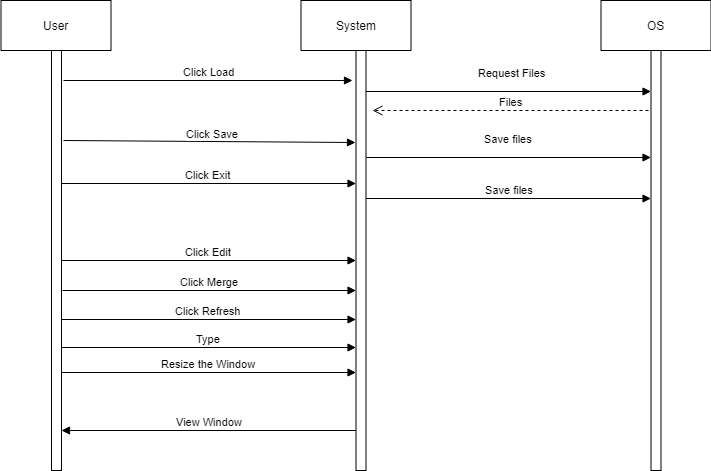 User
System
OS
Click Load
Request Files
Files
Click Save
Save files
Click Exit
Save files
Click Edit
Click Merge
Click Refresh
Type
Resize the Window
View Window